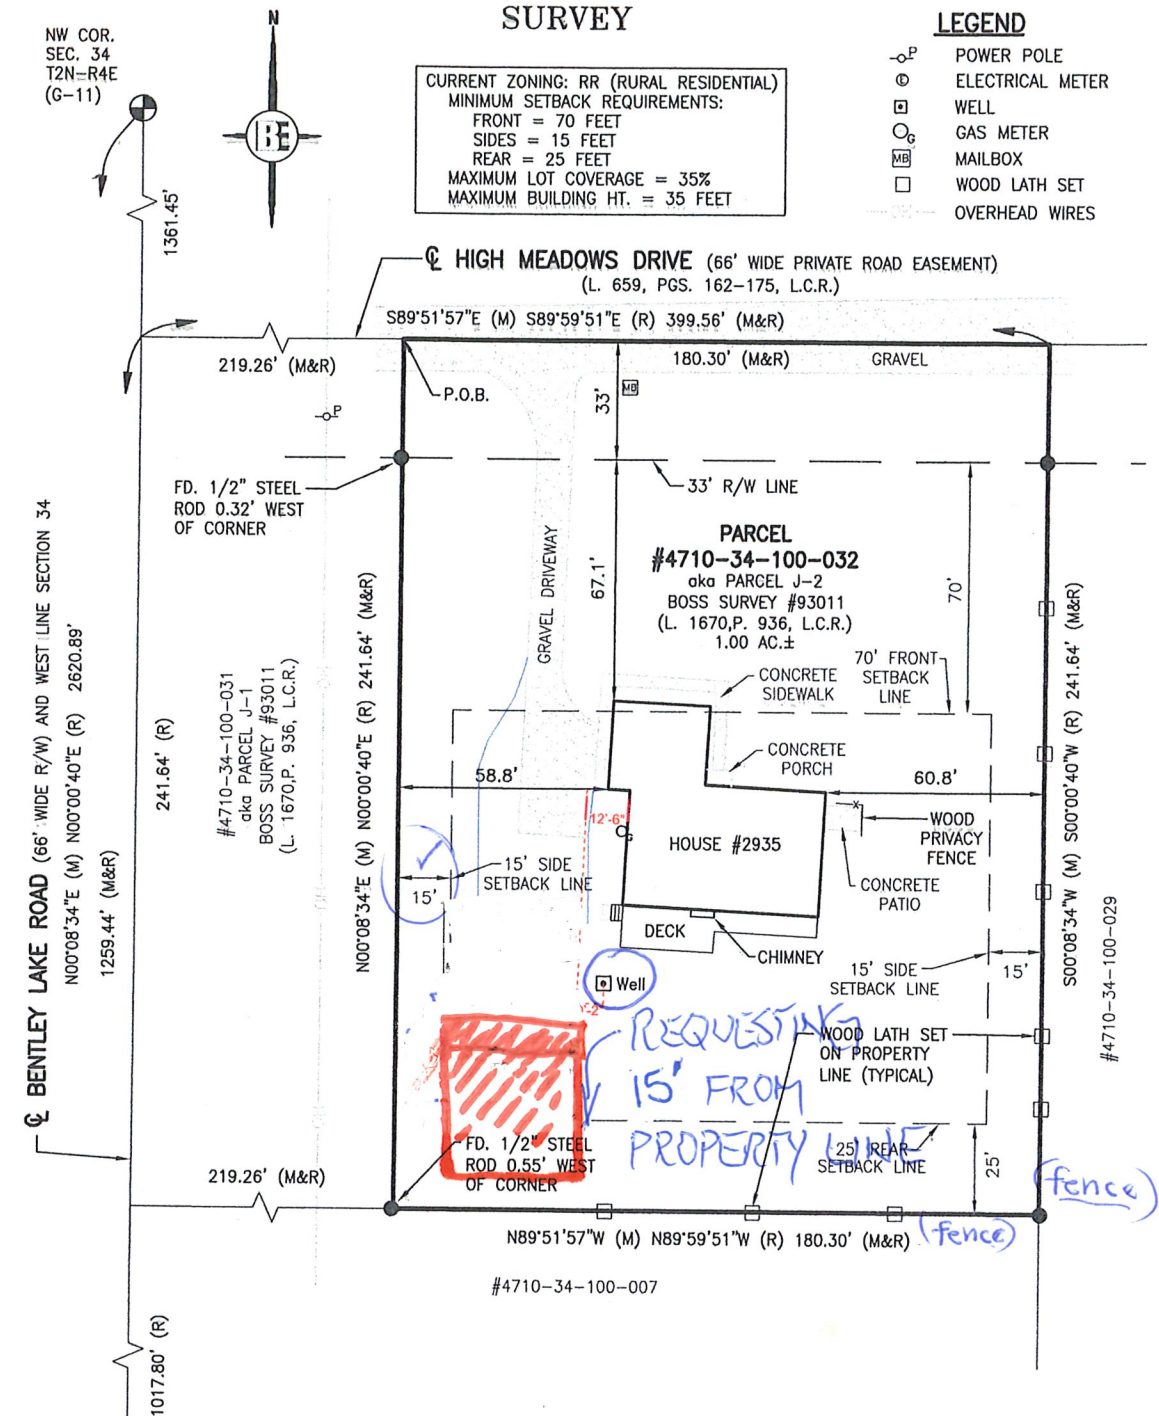 SURVEY
NW COR.
SEC. 34
T2N-R4E
(G-11)
N
BE
CURRENT ZONING: RR (RURAL RESIDENTIAL)
MINIMUM SETBACK REQUIREMENTS:
FRONT = 70 FEET
SIDES = 15 FEET
REAR = 25 FEET
MAXIMUM LOT COVERAGE = 35%
MAXIMUM BUILDING HT. = 35 FEET
LEGEND
P POWER POLE
E ELECTRICAL METER
WELL
G GAS METER
MB MAILBOX
WOOD LATH SET
OH OVERHEAD WIRES
1361.45'
℄ HIGH MEADOWS DRIVE (66' WIDE PRIVATE ROAD EASEMENT)
(L. 659, PGS. 162-175, L.C.R.)
S89°51'57"E (M) S89°59'51"E (R) 399.56' (M&R)
219.26' (M&R)
180.30' (M&R)
GRAVEL
P.O.B.
33'
MB
P
FD. 1/2" STEEL
ROD 0.32' WEST
OF CORNER
33' R/W LINE
PARCEL
#4710-34-100-032
aka PARCEL J-2
BOSS SURVEY #93011
(L. 1670,P. 936, L.C.R.)
1.00 AC.±
67.1'
70'
GRAVEL DRIVEWAY
CONCRETE
SIDEWALK
70' FRONT
SETBACK
LINE
CONCRETE
PORCH
58.8'
60.8'
12'-6"
G
HOUSE #2935
WOOD
PRIVACY
FENCE
CONCRETE
PATIO
15' SIDE
SETBACK LINE
15'
DECK
CHIMNEY
15' SIDE
SETBACK LINE
15'
Well
REQUESTING
15' FROM
PROPERTY LINE
WOOD LATH SET
ON PROPERTY
LINE (TYPICAL)
25' REAR
SETBACK LINE
25'
FD. 1/2" STEEL
ROD 0.55' WEST
OF CORNER
(fence)
(fence)
219.26' (M&R)
N89°51'57"W (M) N89°59'51"W (R) 180.30' (M&R)
#4710-34-100-007
℄ BENTLEY LAKE ROAD (66' WIDE R/W) AND WEST LINE SECTION 34
N00°08'34"E (M) N00°00'40"E (R) 2620.89'
1259.44' (M&R)
241.64' (R)
#4710-34-100-031
aka PARCEL J-1
BOSS SURVEY #93011
(L. 1670,P. 936, L.C.R.)
N00°08'34"E (M) N00°00'40"E (R) 241.64' (M&R)
S00°08'34"W (M) S00°00'40"W (R) 241.64' (M&R)
#4710-34-100-029
1017.80' (R)